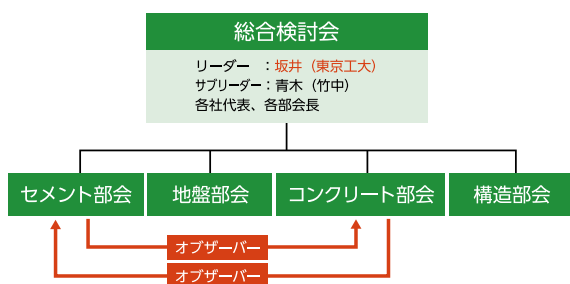 総合検討会
リーダー　：坂井（東京工大）
サブリーダー：青木（竹中）
各社代表、各部会長
セメント部会
地盤部会
コンクリート部会
構造部会
オブザーバー
オブザーバー